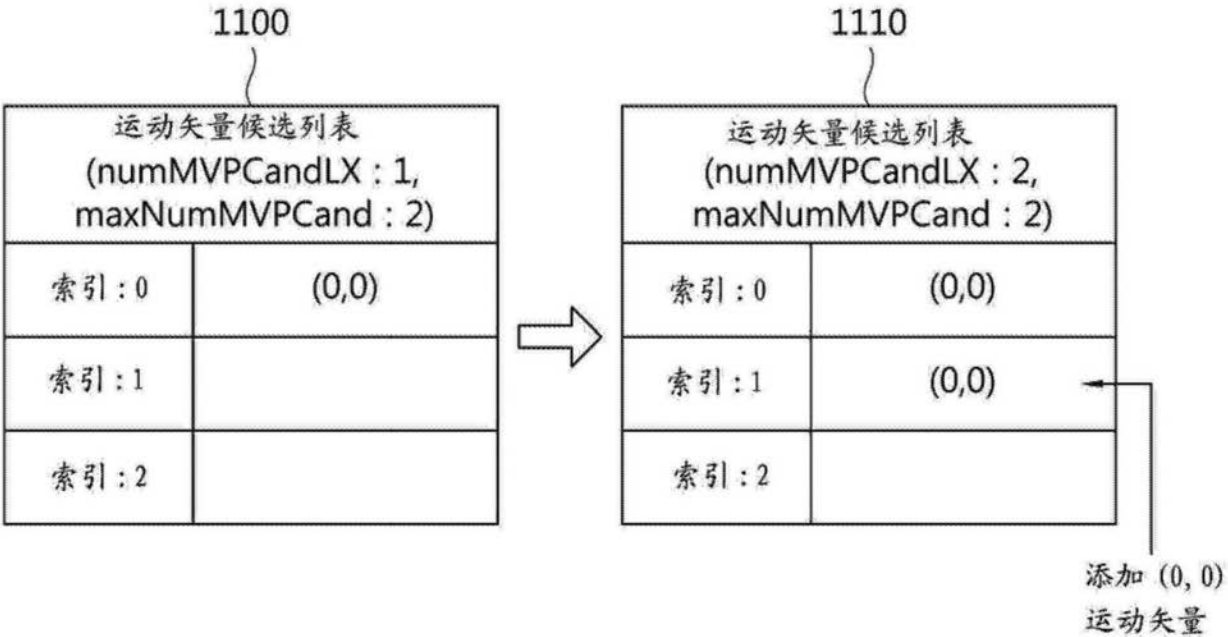 1100
运动矢量候选列表
(numMVPCandLX : 1,
maxNumMVPCand : 2)
索引 : 0
(0,0)
索引 : 1
索引 : 2
1110
运动矢量候选列表
(numMVPCandLX : 2,
maxNumMVPCand : 2)
索引 : 0
(0,0)
索引 : 1
(0,0)
索引 : 2
添加 (0, 0)
运动矢量